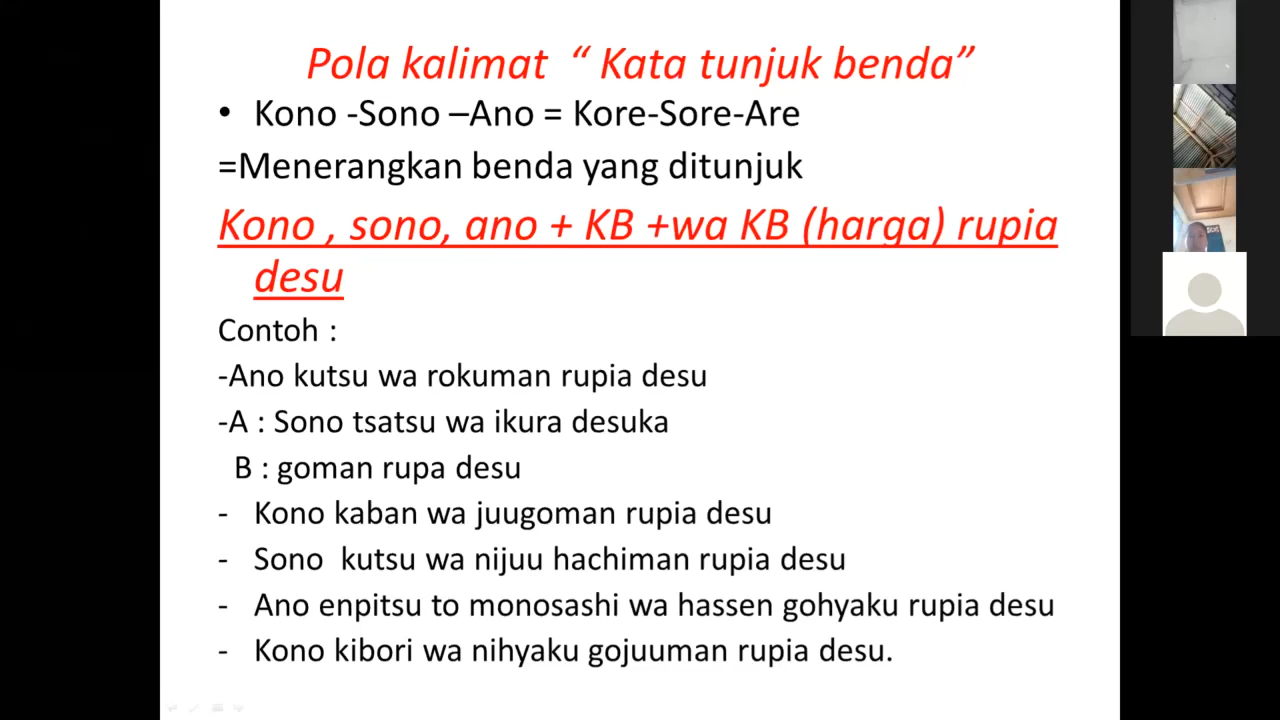 Pola kalimat “ Kata tunjuk benda”
• Kono -Sono –Ano = Kore-Sore-Are
=Menerangkan benda yang ditunjuk
Kono , sono, ano + KB +wa KB (harga) rupia
desu
Contoh :
-Ano kutsu wa rokuman rupia desu
-A : Sono tsatsu wa ikura desuka
B : goman rupa desu
- Kono kaban wa juugoman rupia desu
- Sono kutsu wa nijuu hachiman rupia desu
- Ano enpitsu to monosashi wa hassen gohyaku rupia desu
- Kono kibori wa nihyaku gojuuman rupia desu.